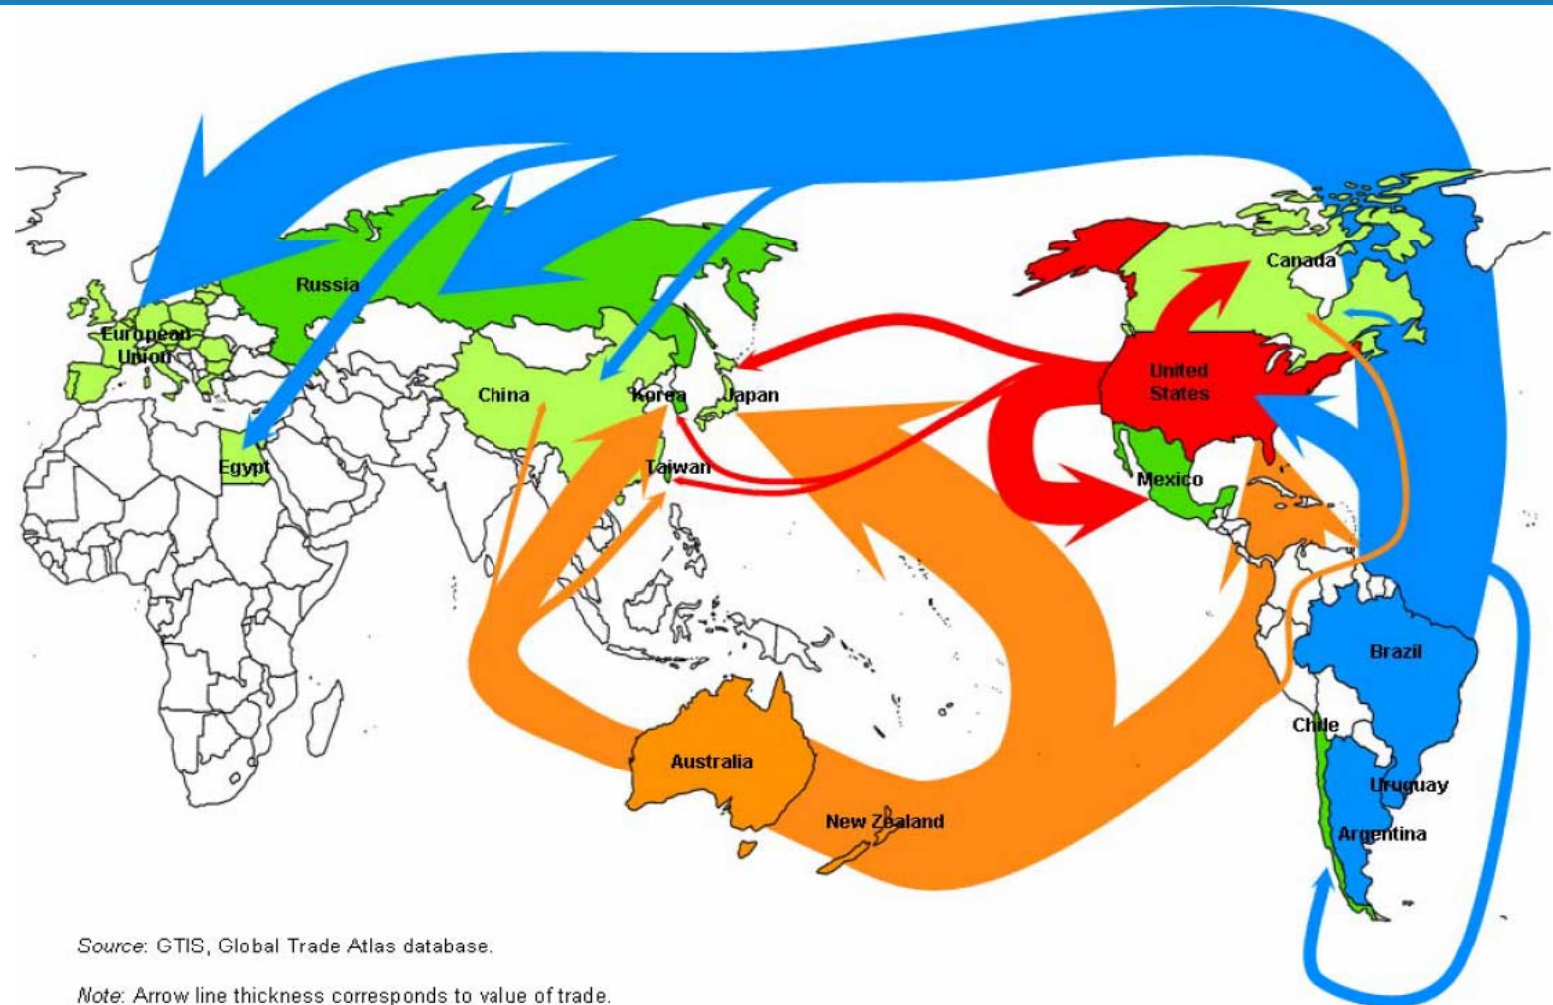 Canada
Russia
European
Union
United
States
China
Korea
Japan
Egypt
Taiwan
Mexico
Brazil
Chile
Australia
Uruguay
New Zealand
Argentina
Source: GTIS, Global Trade Atlas database.
Note: Arrow line thickness corresponds to value of trade.